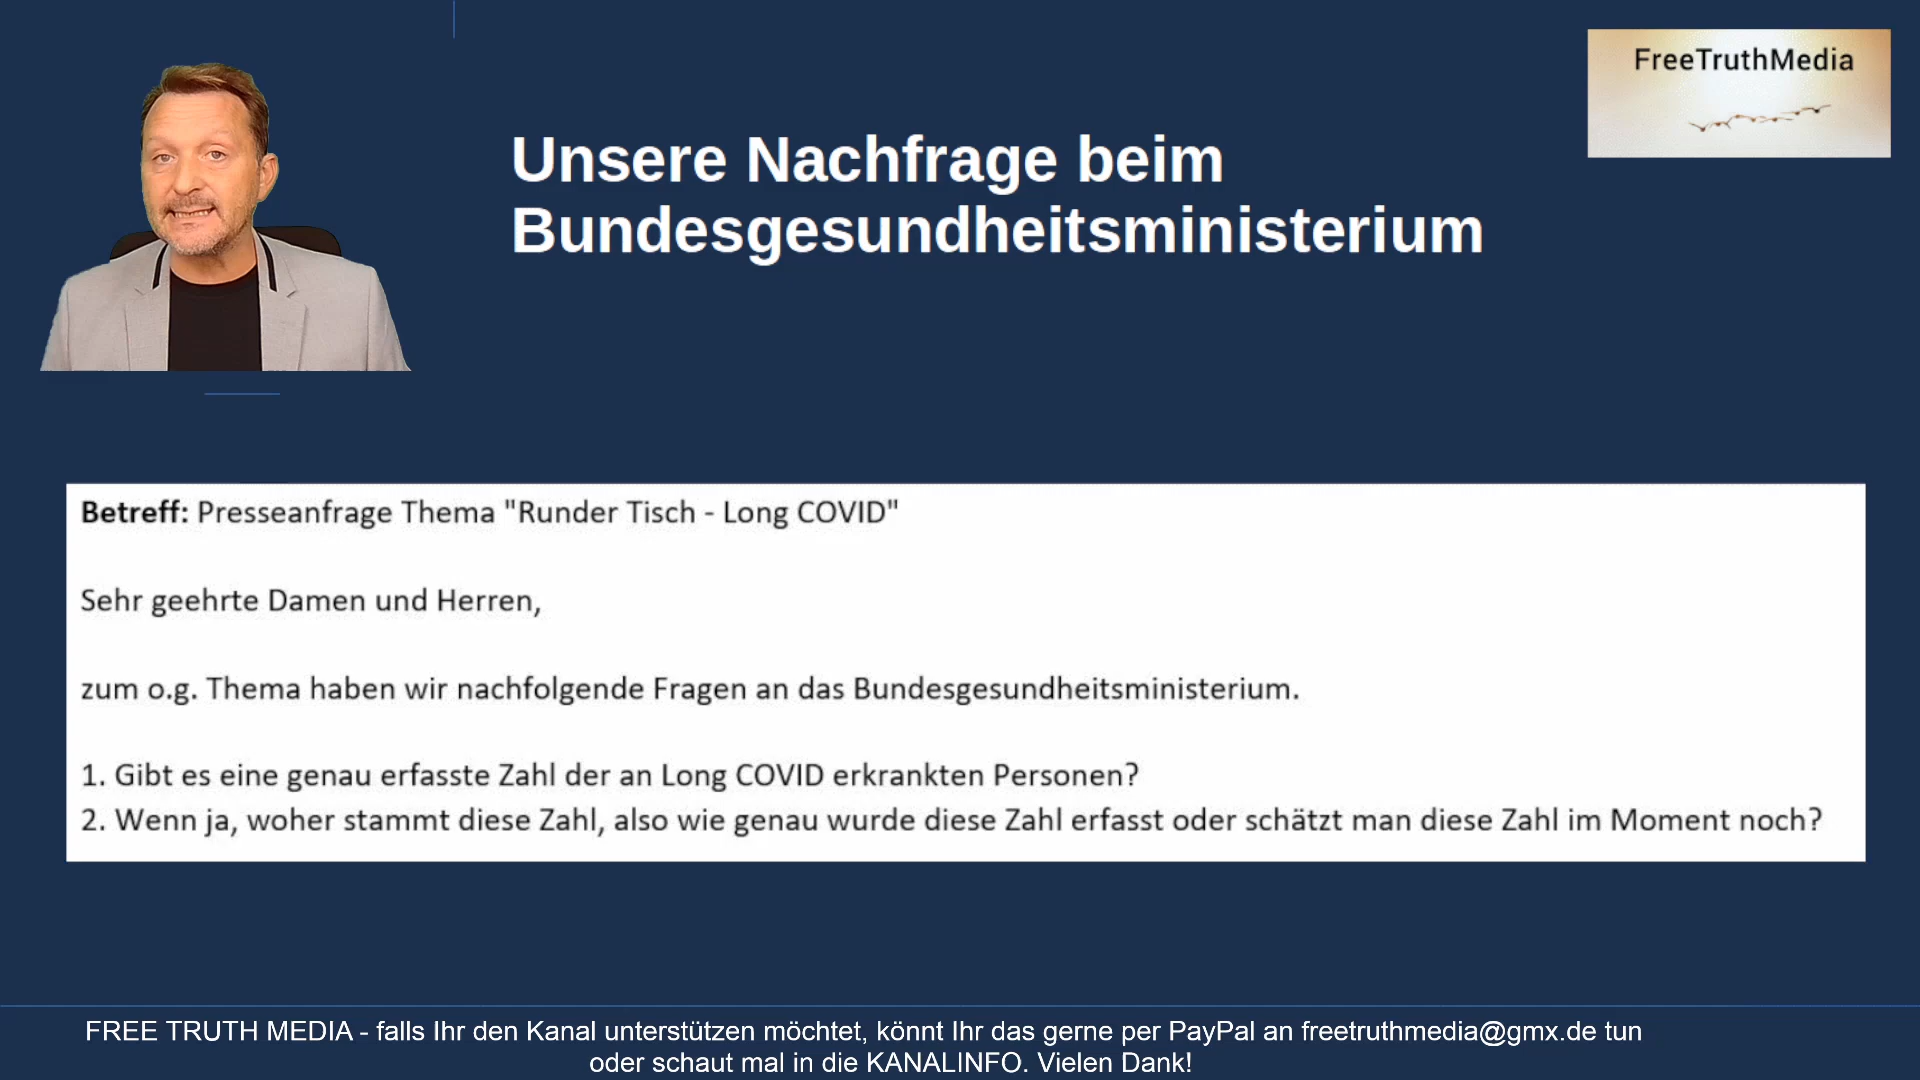 FreeTruthMedia
Unsere Nachfrage beim
Bundesgesundheitsministerium
Betreff: Presseanfrage Thema "Runder Tisch - Long COVID"
Sehr geehrte Damen und Herren,
zum o.g. Thema haben wir nachfolgende Fragen an das Bundesgesundheitsministerium.
1. Gibt es eine genau erfasste Zahl der an Long COVID erkrankten Personen?
2. Wenn ja, woher stammt diese Zahl, also wie genau wurde diese Zahl erfasst oder schätzt man diese Zahl im Moment noch?
FREE TRUTH MEDIA - falls Ihr den Kanal unterstützen möchtet, könnt Ihr das gerne per PayPal an freetruthmedia@gmx.de tun
oder schaut mal in die KANALINFO. Vielen Dank!